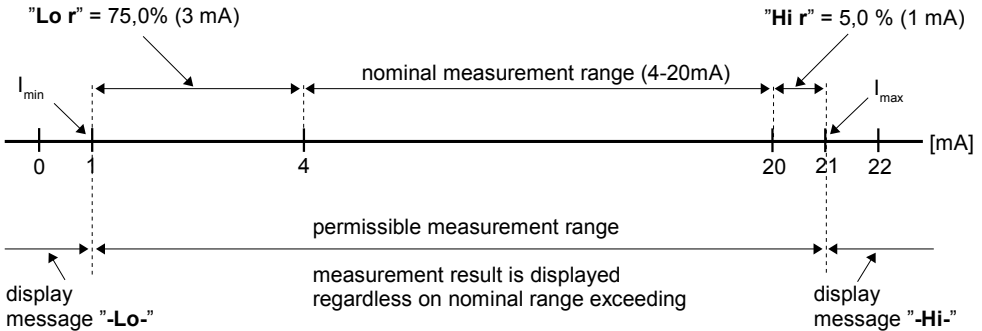 "Lo r" = 75,0% (3 mA)
"Hi r" = 5,0 % (1 mA)
nominal measurement range (4-20mA)
Imin
Imax
[mA]
0 1 4 20 21 22
permissible measurement range
measurement result is displayed
regardless on nominal range exceeding
display
message "-Lo-"
display
message "-Hi-"